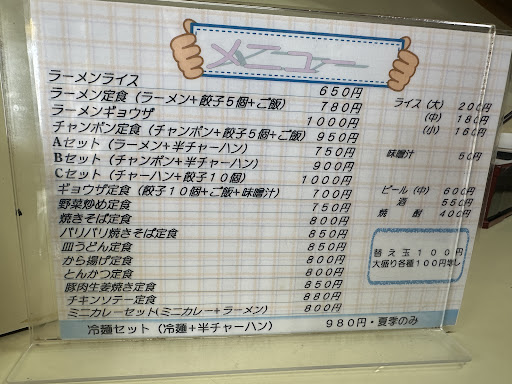 メニュー
ラーメンライス 650円
ラーメン定食（ラーメン+餃子５個+ご飯） 780円
ラーメンギョウザ 1000円
チャンポン定食（チャンポン+餃子５個+ご飯） 950円
Aセット（ラーメン+半チャーハン） 750円
Bセット（チャンポン+半チャーハン） 900円
Cセット（チャーハン+餃子１０個） 1000円
ギョウザ定食（餃子１０個+ご飯+味噌汁） 700円
野菜炒め定食 750円
焼きそば定食 800円
バリバリ焼きそば定食 850円
皿うどん定食 850円
から揚げ定食 800円
とんかつ定食 800円
豚肉生姜焼き定食 850円
チキンソテー定食 880円
ミニカレーセット（ミニカレー+ラーメン） 800円
冷麺セット（冷麺+半チャーハン） 980円・夏季のみ
ライス（大） 200円
（中） 180円
（小） 160円
味噌汁 50円
ビール（中） 600円
酒 550円
焼酎 400円
替え玉１００円
大盛り各種１００円増し